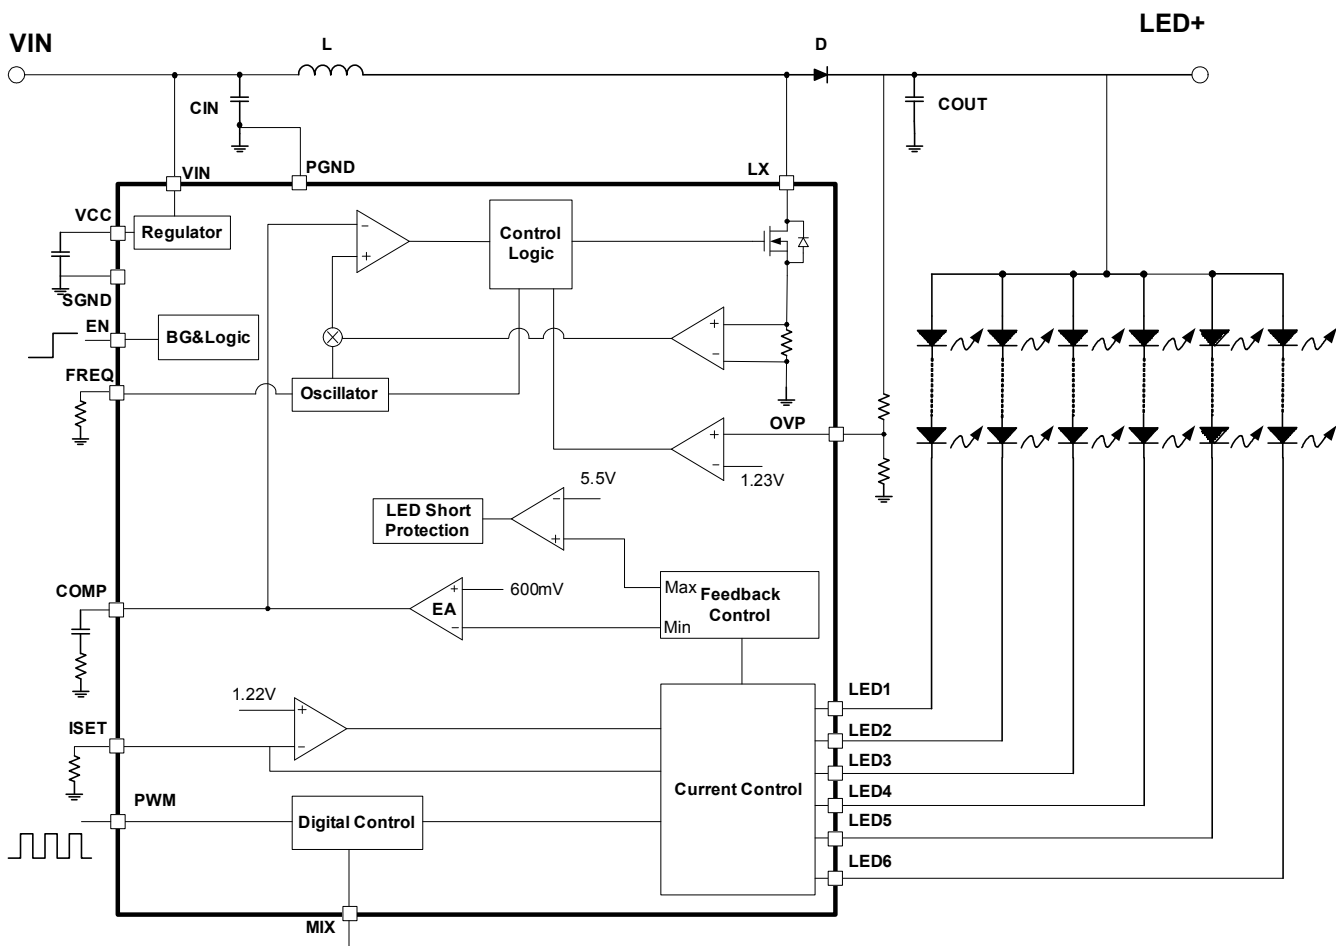 LED+
VIN
L
D
CIN
COUT
PGND
VIN
LX
VCC
Regulator
Control
Logic
SGND
EN
BG&Logic
FREQ
Oscillator
OVP
1.23V
5.5V
LED Short
Protection
COMP
EA
600mV
Max
Feedback
Control
Min
1.22V
ISET
LED1
LED2
LED3
LED4
LED5
LED6
Current Control
PWM
Digital Control
MIX